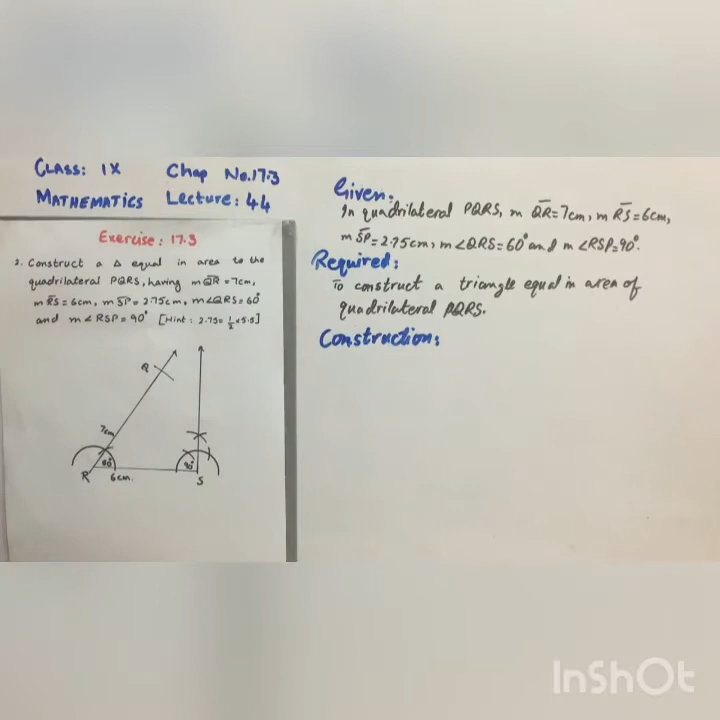 CLASS: IX Chap No.17.3
MATHEMATICS Lecture: 44
Exercise: 17.3
2. Construct a Δ equal in area to the
quadrilateral PQRS, having m QR = 7cm,
m RS = 6cm, m SP = 2.75cm, m∠QRS = 60°
and m∠RSP = 90° [Hint: 2.75 = 1/2 × 5.5]
Q
7cm
60°
90°
R
6cm.
S
Given:
In quadrilateral PQRS, m QR = 7cm, m RS = 6cm,
m SP = 2.75cm, m∠QRS = 60° and m∠RSP = 90°.
Required:
To construct a triangle equal in area of
quadrilateral PQRS.
Construction:
InShOt